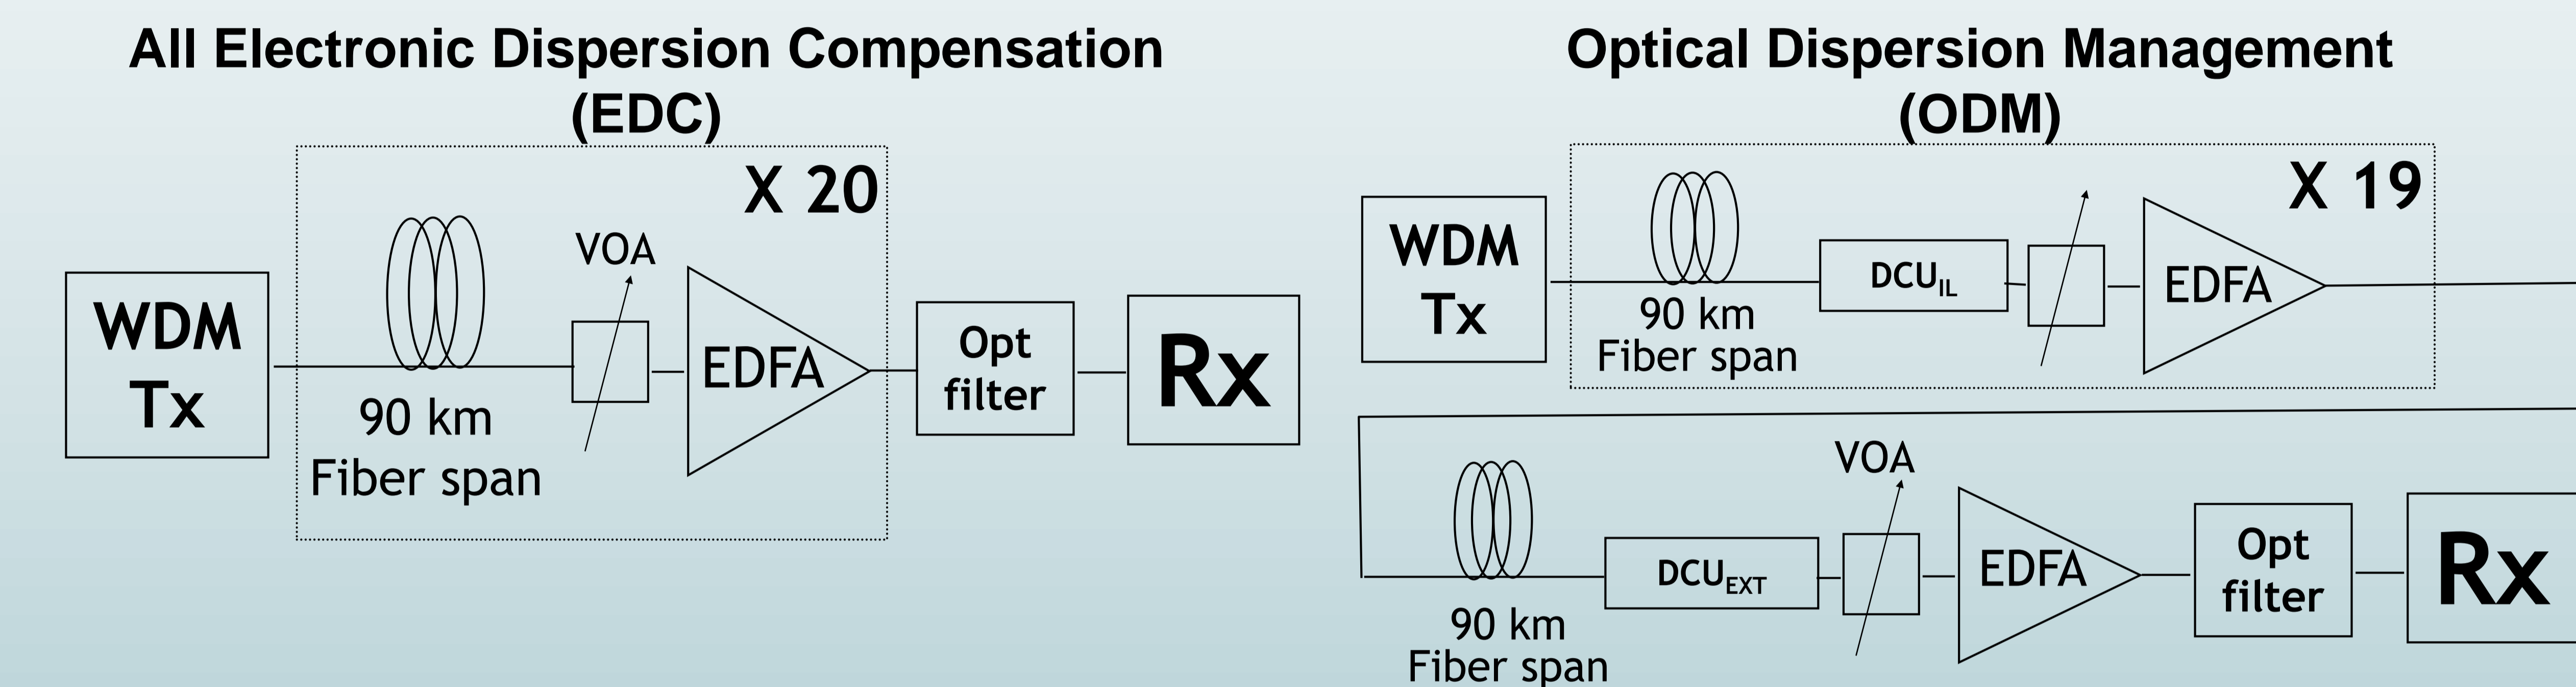 All Electronic Dispersion Compensation
(EDC)
X 20
VOA
WDM
Tx
EDFA
Opt
filter
Rx
90 km
Fiber span
Optical Dispersion Management
(ODM)
X 19
WDM
Tx
DCU_IL
EDFA
90 km
Fiber span
VOA
DCU_EXT
EDFA
Opt
filter
Rx
90 km
Fiber span